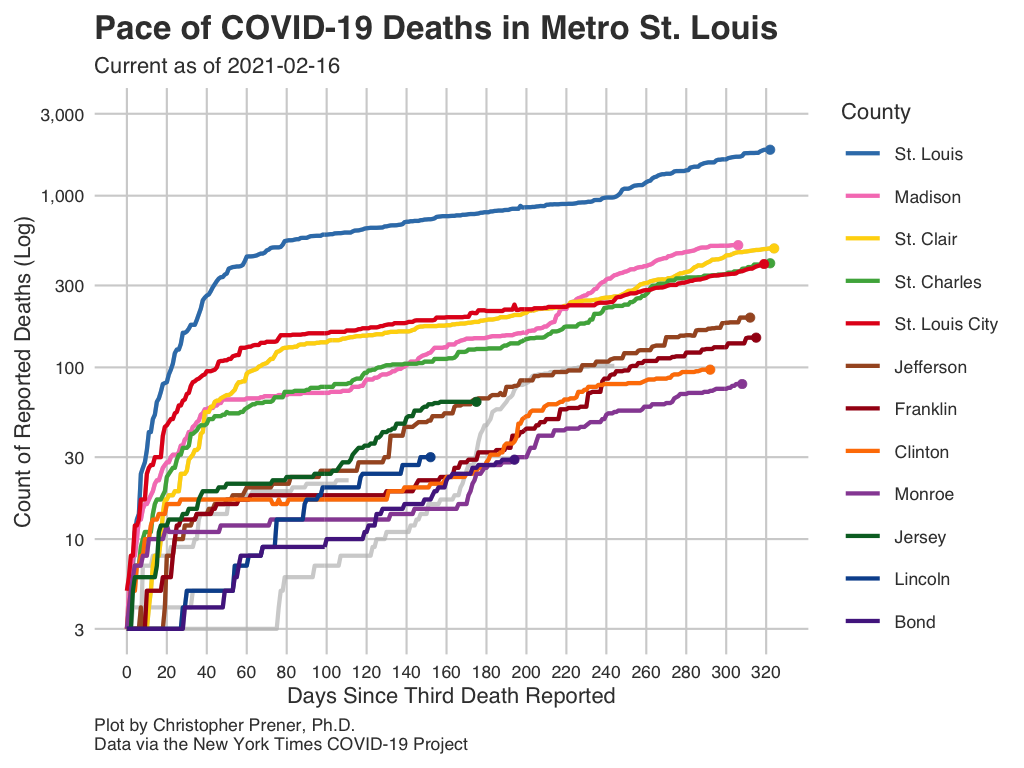 Pace of COVID-19 Deaths in Metro St. Louis
Current as of 2021-02-16
Count of Reported Deaths (Log)
3,000
1,000
300
100
30
10
3
0 20 40 60 80 100 120 140 160 180 200 220 240 260 280 300 320
Days Since Third Death Reported
County
St. Louis
Madison
St. Clair
St. Charles
St. Louis City
Jefferson
Franklin
Clinton
Monroe
Jersey
Lincoln
Bond
Plot by Christopher Prener, Ph.D.
Data via the New York Times COVID-19 Project